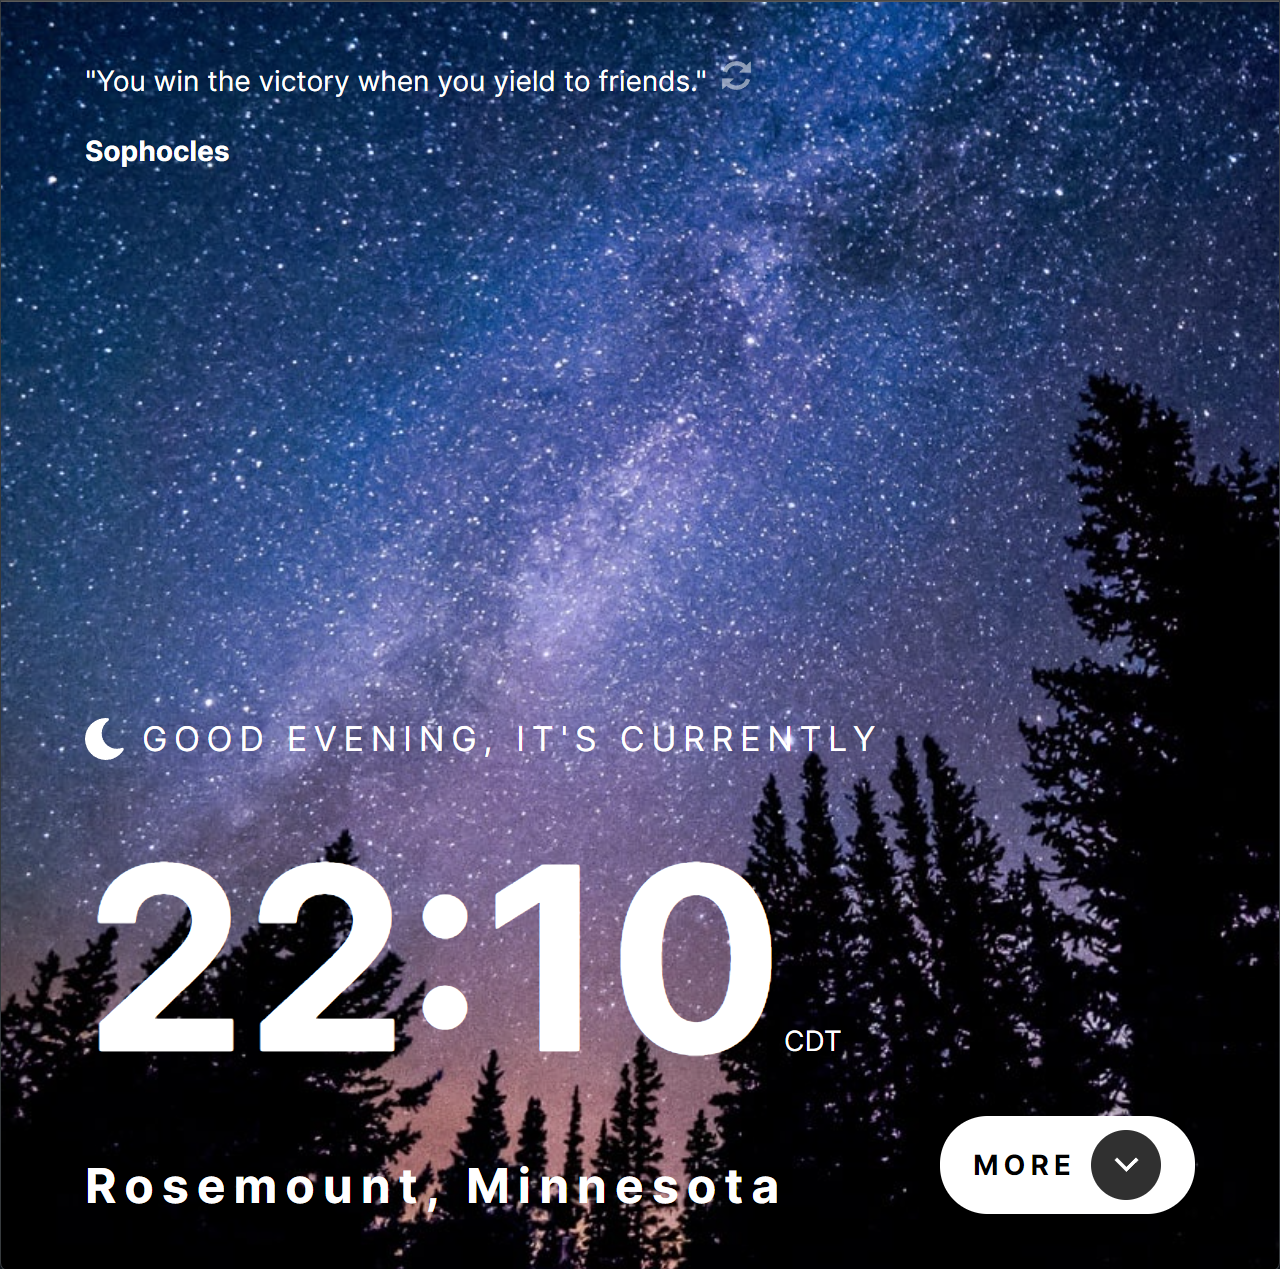 "You win the victory when you yield to friends."
Sophocles
GOOD EVENING, IT'S CURRENTLY
22:10 CDT
Rosemount, Minnesota
MORE